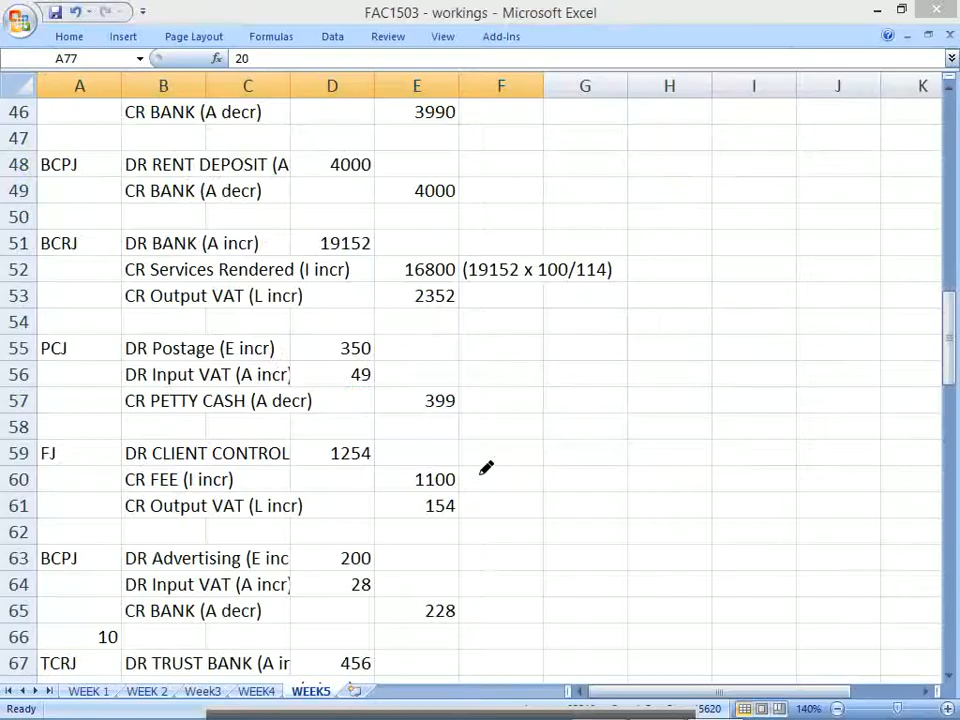 FAC1503 - workings - Microsoft Excel
Home Insert Page Layout Formulas Data Review View Add-Ins
A77 fx 20
A B C D E F G H I J K
46 CR BANK (A decr) 3990
47
48 BCPJ DR RENT DEPOSIT (A 4000
49 CR BANK (A decr) 4000
50
51 BCRJ DR BANK (A incr) 19152
52 CR Services Rendered (I incr) 16800 (19152 x 100/114)
53 CR Output VAT (L incr) 2352
54
55 PCJ DR Postage (E incr) 350
56 DR Input VAT (A incr) 49
57 CR PETTY CASH (A decr) 399
58
59 FJ DR CLIENT CONTROL 1254
60 CR FEE (I incr) 1100
61 CR Output VAT (L incr) 154
62
63 BCPJ DR Advertising (E inc 200
64 DR Input VAT (A incr) 28
65 CR BANK (A decr) 228
66 10
67 TCRJ DR TRUST BANK (A ir 456
WEEK 1 WEEK 2 Week3 WEEK4 WEEK5
Ready 140%